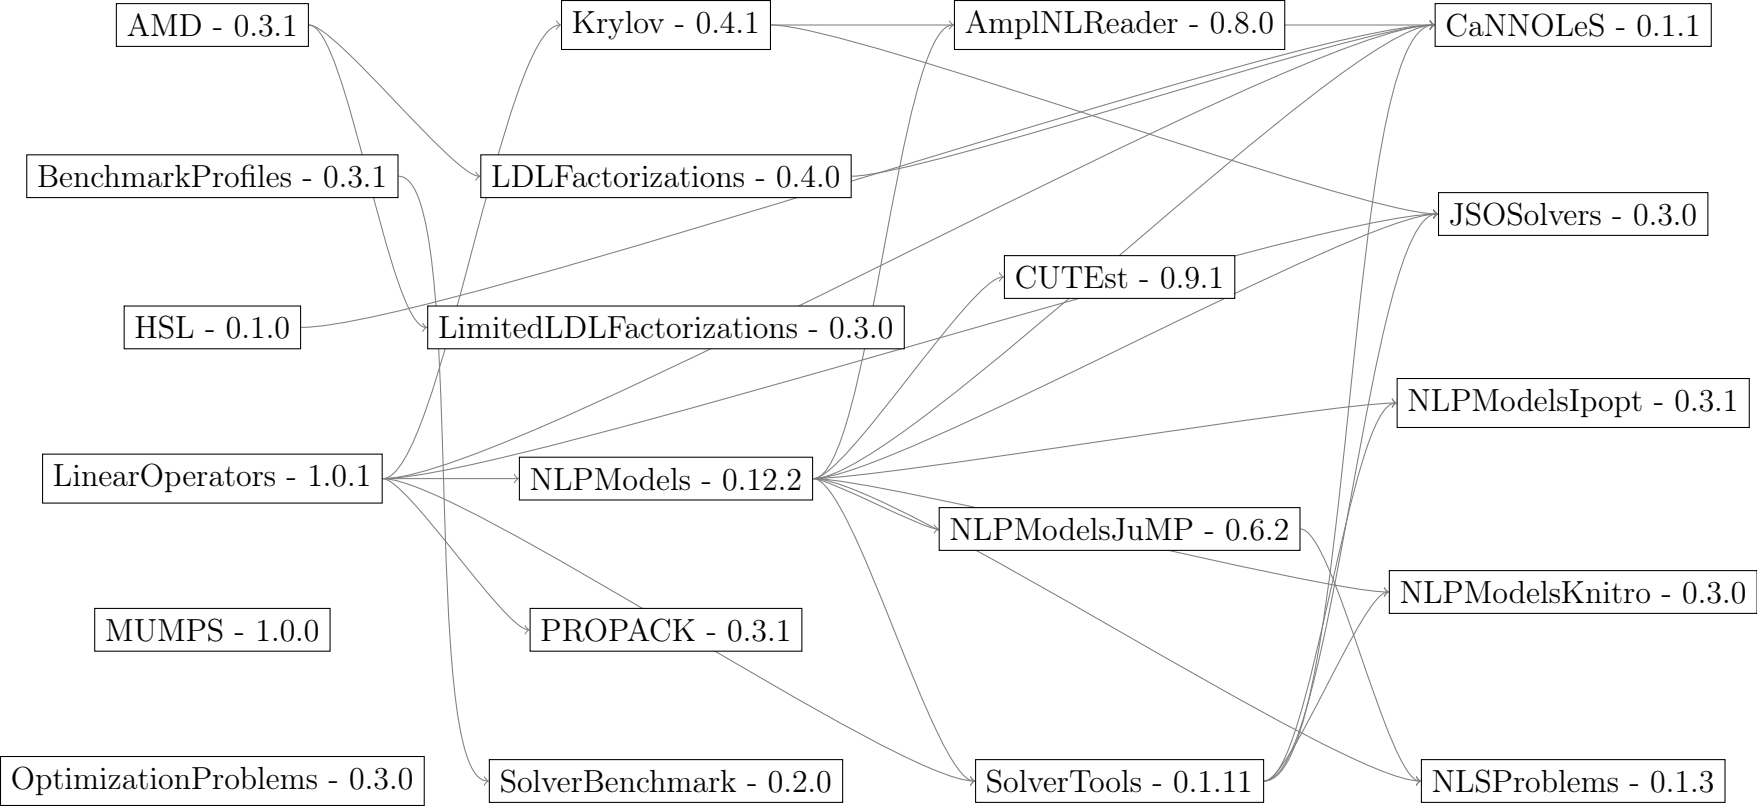 AMD - 0.3.1
Krylov - 0.4.1
AmplNLReader - 0.8.0
CaNNOLeS - 0.1.1
BenchmarkProfiles - 0.3.1
LDLFactorizations - 0.4.0
JSOSolvers - 0.3.0
CUTEst - 0.9.1
HSL - 0.1.0
LimitedLDLFactorizations - 0.3.0
NLPModelsIpopt - 0.3.1
LinearOperators - 1.0.1
NLPModels - 0.12.2
NLPModelsJuMP - 0.6.2
NLPModelsKnitro - 0.3.0
MUMPS - 1.0.0
PROPACK - 0.3.1
OptimizationProblems - 0.3.0
SolverBenchmark - 0.2.0
SolverTools - 0.1.11
NLSProblems - 0.1.3